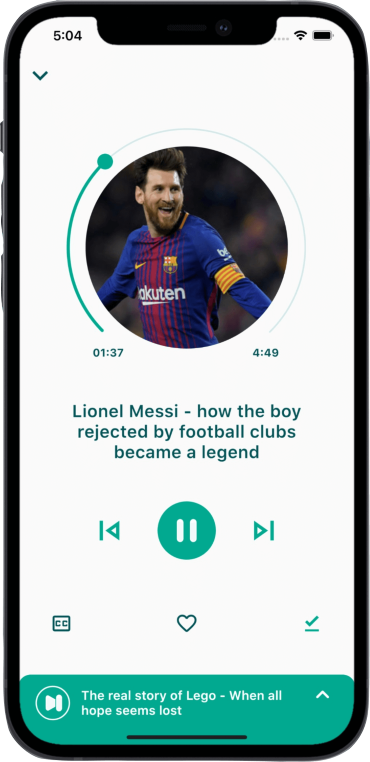 5:04
Rakuten
01:37
4:49
Lionel Messi - how the boy
rejected by football clubs
became a legend
CC
The real story of Lego - When all
hope seems lost